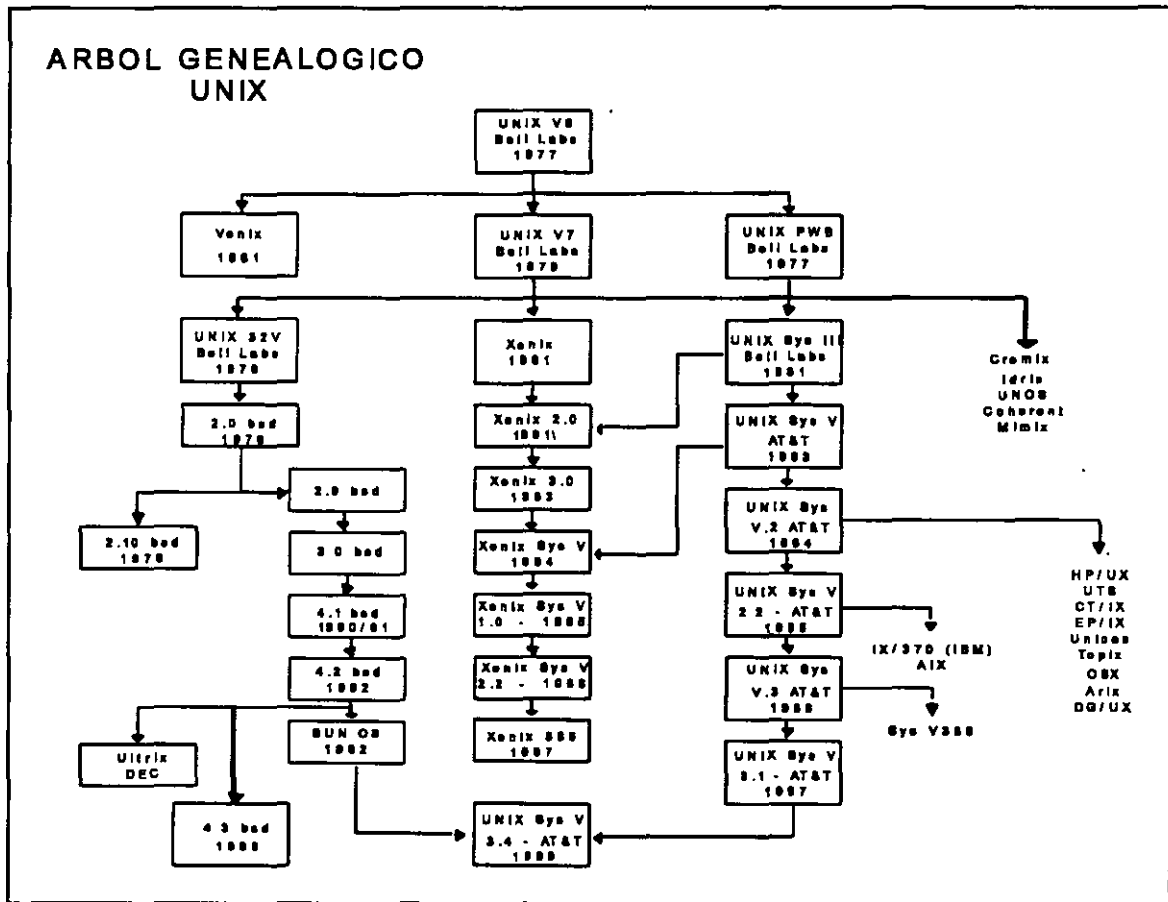 ARBOL GENEALOGICO
UNIX
UNIX V6
Bell Labs
1977
Venix
1981
UNIX V7
Bell Labs
1979
UNIX PWB
Bell Labs
1977
UNIX 32V
Bell Labs
1979
Xenix
1981
UNIX Sys III
Bell Labs
1981
Cromix
Idris
UNOS
Coherent
Mimix
2.0 bsd
1979
Xenix 2.0
1981\
UNIX Sys V
AT&T
1983
2.9 bsd
Xenix 3.0
1983
2.10 bsd
1979
3.0 bsd
Xenix Sys V
1984
UNIX Sys
V.2 AT&T
1984
HP/UX
UTS
CT/IX
EP/IX
Unisos
Topix
OSX
Arix
DG/UX
4.1 bsd
1980/81
Xenix Sys V
1.0 - 1985
UNIX Sys V
2.2 - AT&T
1985
IX/370 (IBM)
AIX
4.2 bsd
1982
Xenix Sys V
2.2 - 1986
UNIX Sys
V.3 AT&T
Sys V386
Ultrix
DEC
SUN OS
1982
Xenix 386
1987
UNIX Sys V
3.1 - AT&T
1987
4.3 bsd
UNIX Sys V
3.4 - AT&T